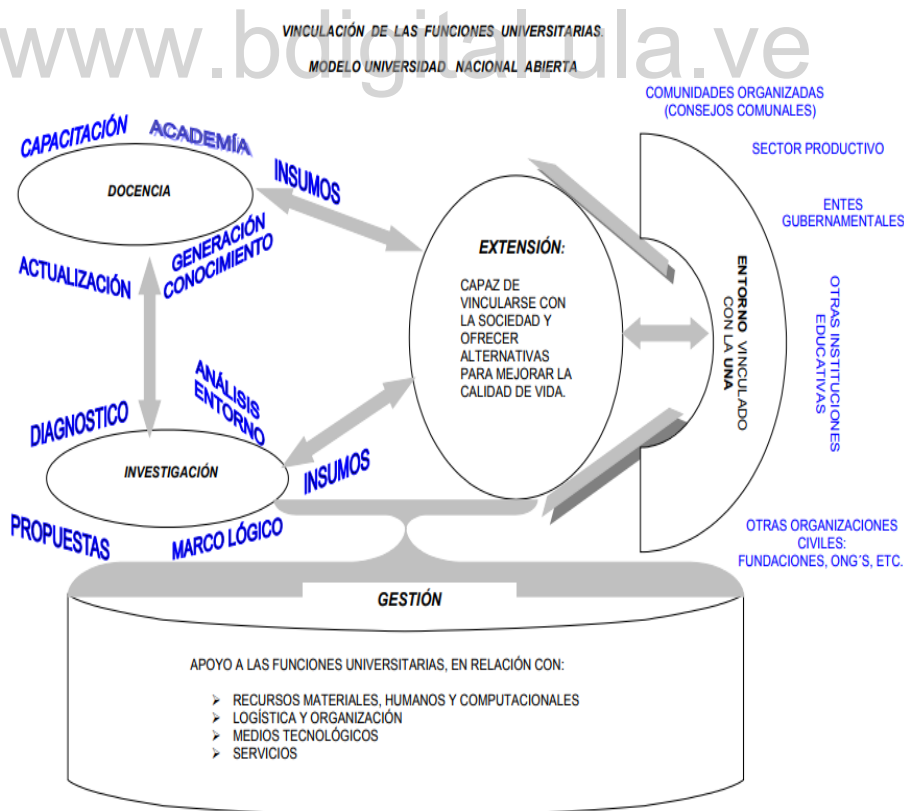 www.bdigital.ula.ve
VINCULACIÓN DE LAS FUNCIONES UNIVERSITARIAS.
MODELO UNIVERSIDAD NACIONAL ABIERTA
COMUNIDADES ORGANIZADAS
(CONSEJOS COMUNALES)
SECTOR PRODUCTIVO
ENTES
GUBERNAMENTALES
OTRAS INSTITUCIONES
EDUCATIVAS
OTRAS ORGANIZACIONES
CIVILES:
FUNDACIONES, ONG´S, ETC.
ENTORNO VINCULADO
CON LA UNA
CAPACITACIÓN
ACADEMÍA
DOCENCIA
INSUMOS
GENERACIÓN
CONOCIMIENTO
ACTUALIZACIÓN
EXTENSIÓN:
CAPAZ DE
VINCULARSE CON
LA SOCIEDAD Y
OFRECER
ALTERNATIVAS
PARA MEJORAR LA
CALIDAD DE VIDA.
ANÁLISIS
ENTORNO
DIAGNOSTICO
INVESTIGACIÓN
INSUMOS
PROPUESTAS
MARCO LÓGICO
GESTIÓN
APOYO A LAS FUNCIONES UNIVERSITARIAS, EN RELACIÓN CON:
➢ RECURSOS MATERIALES, HUMANOS Y COMPUTACIONALES
➢ LOGÍSTICA Y ORGANIZACIÓN
➢ MEDIOS TECNOLÓGICOS
➢ SERVICIOS